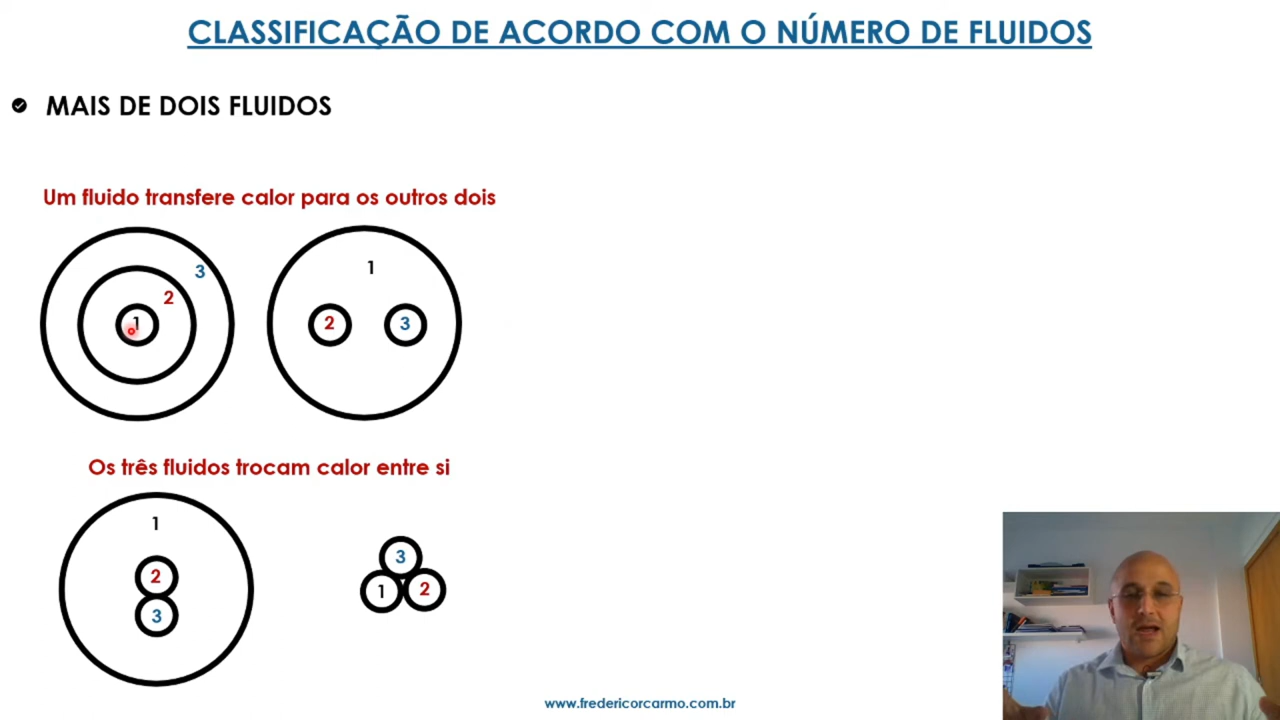 CLASSIFICAÇÃO DE ACORDO COM O NÚMERO DE FLUIDOS
MAIS DE DOIS FLUIDOS
Um fluido transfere calor para os outros dois
3
2
1
1
2
3
Os três fluidos trocam calor entre si
1
2
3
3
1
2
www.fredericorcarmo.com.br